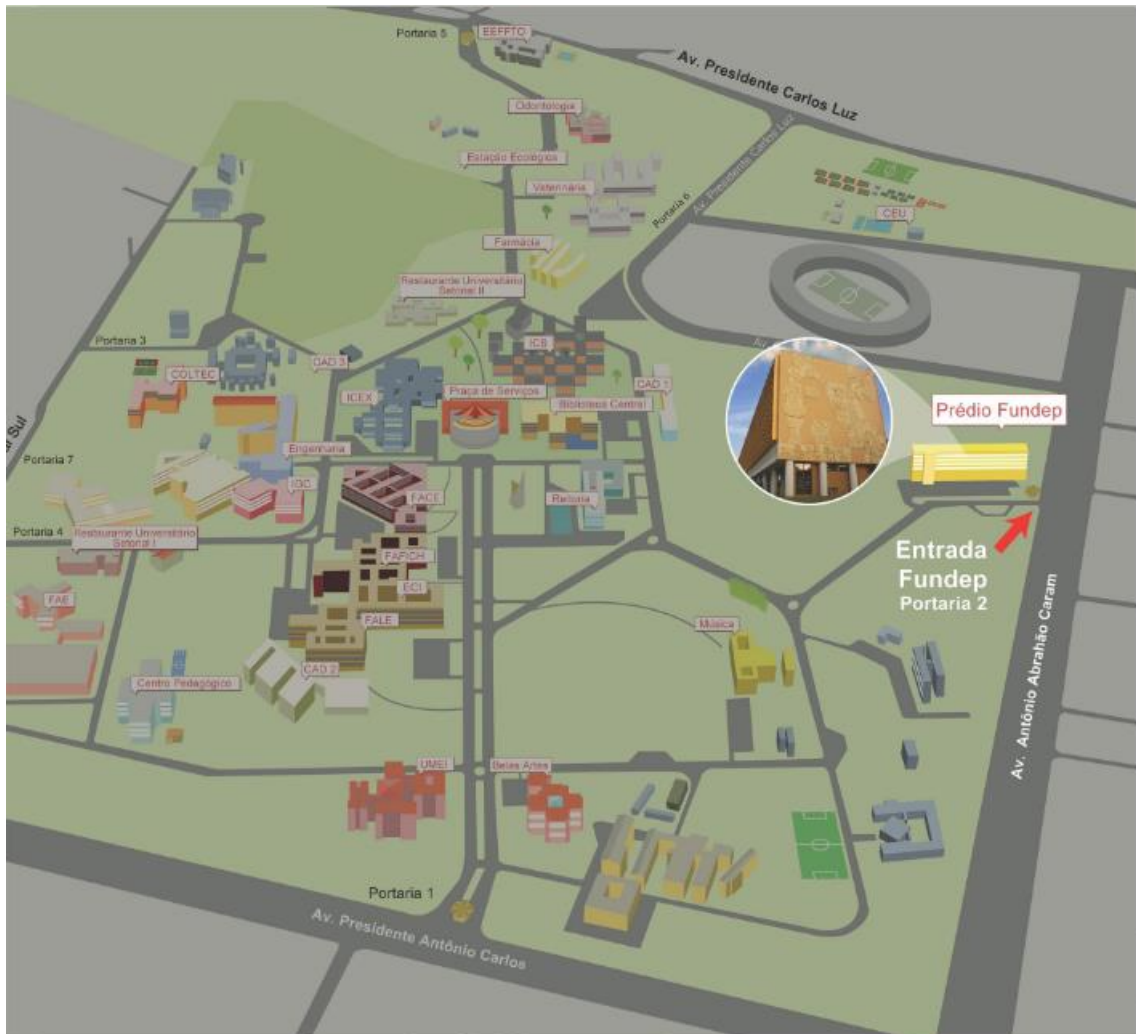 Portaria 5
EEFFTO
Av. Presidente Carlos Luz
Odontologia
Av. Presidente Carlos Luz
Estação Ecológica
Veterinária
Portaria 6
CEU
Farmácia
Restaurante Universitário
Setorial II
Portaria 3
ICB
CAD 3
COLTEC
ICEX
Praça de Serviços
CAD 1
Biblioteca Central
Prédio Fundep
Engenharia
Portaria 7
IGC
FACE
Reitoria
Portaria 4
Restaurante Universitário
Setorial I
Entrada
Fundep
Portaria 2
FAFICH
ECI
FAE
FALE
Música
CAD 2
Centro Pedagógico
Av. Antônio Abrahão Caram
UMEI
Belas Artes
Portaria 1
Av. Presidente Antônio Carlos